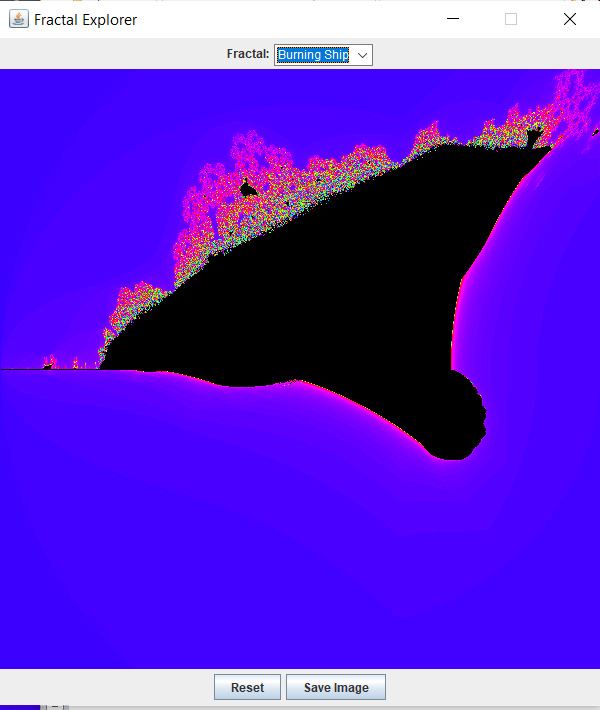 Fractal Explorer
Fractal: Burning Ship
Reset Save Image